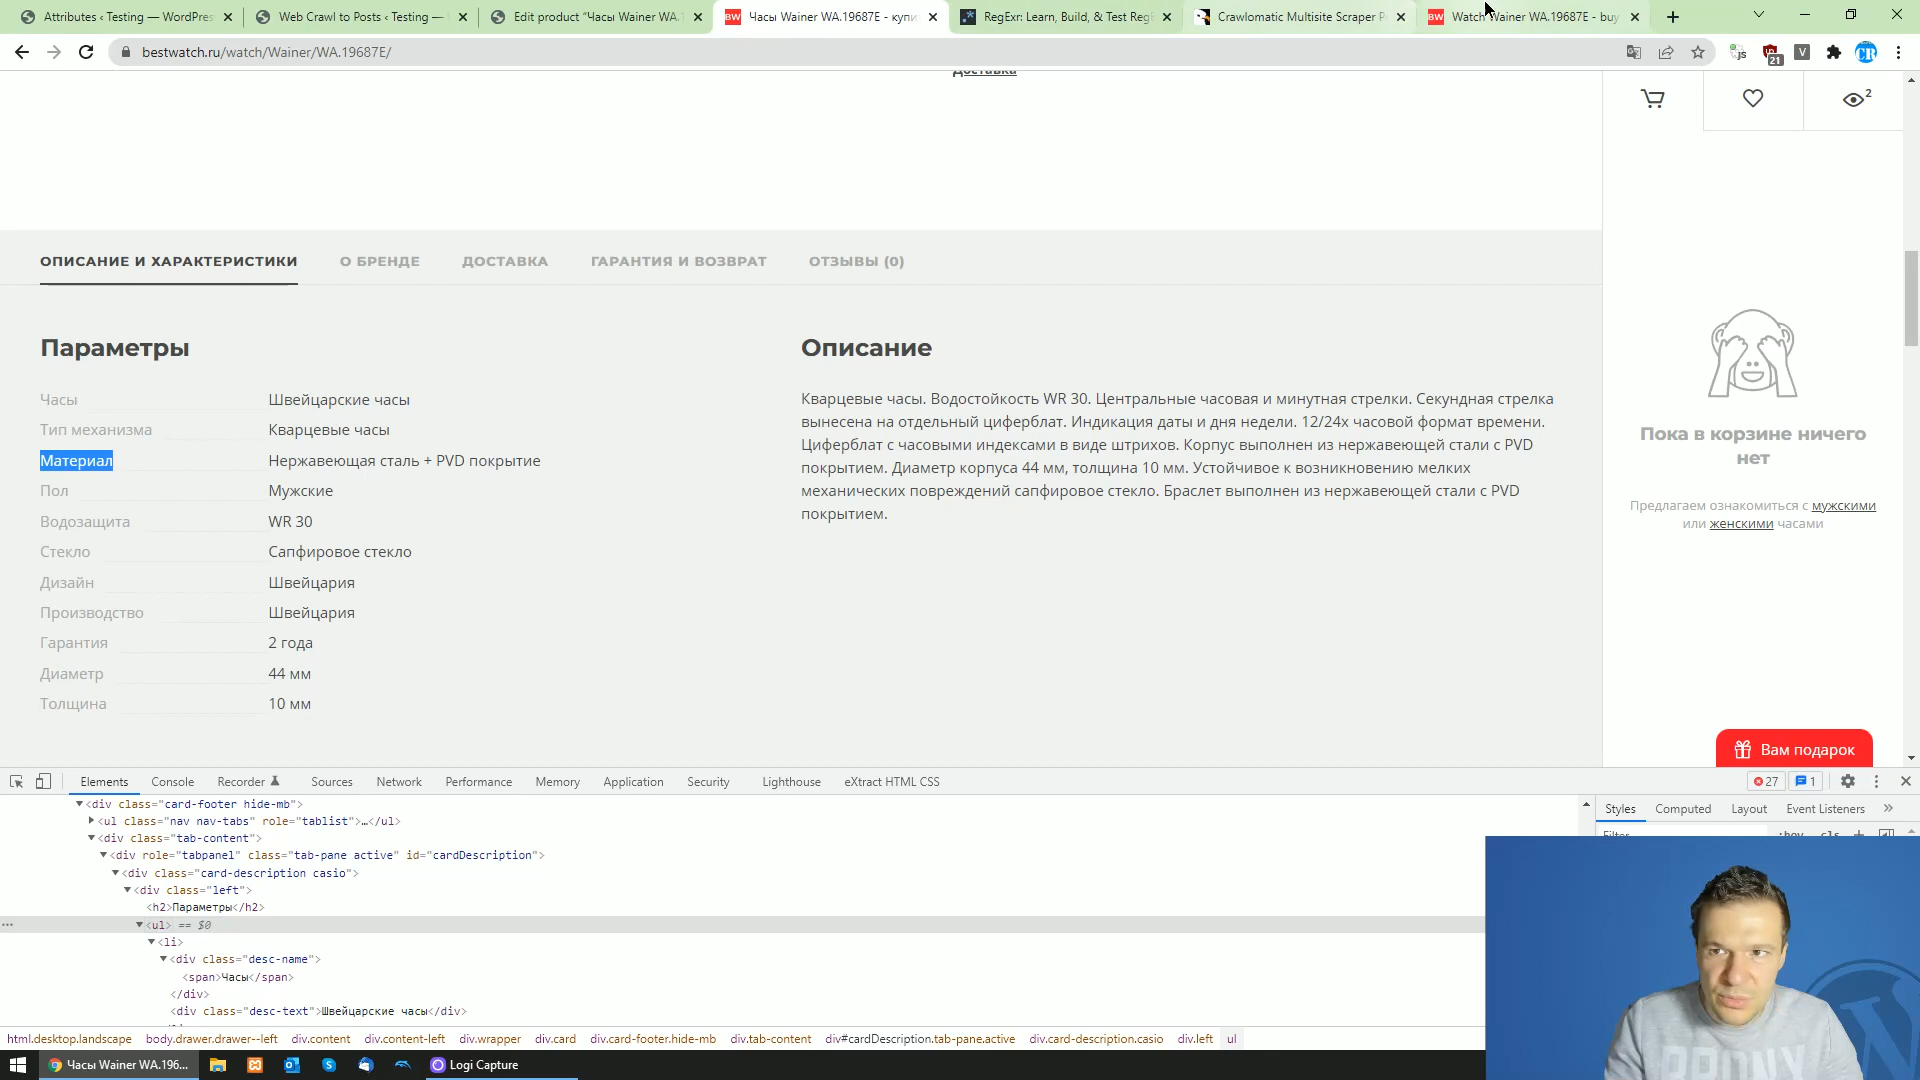 Attributes ‹ Testing — WordPres
Web Crawl to Posts ‹ Testing —
Edit product "Часы Wainer WA.1
Часы Wainer WA.19687E - купи
RegExr: Learn, Build, & Test RegE
Crawlomatic Multisite Scraper P
Watch Wainer WA.19687E - buy
bestwatch.ru/watch/Wainer/WA.19687E/
21
Доставка
2
ОПИСАНИЕ И ХАРАКТЕРИСТИКИ
О БРЕНДЕ
ДОСТАВКА
ГАРАНТИЯ И ВОЗВРАТ
ОТЗЫВЫ (0)
Параметры
Часы Швейцарские часы
Тип механизма Кварцевые часы
Материал Нержавеющая сталь + PVD покрытие
Пол Мужские
Водозащита WR 30
Стекло Сапфировое стекло
Дизайн Швейцария
Производство Швейцария
Гарантия 2 года
Диаметр 44 мм
Толщина 10 мм
Описание
Кварцевые часы. Водостойкость WR 30. Центральные часовая и минутная стрелки. Секундная стрелка
вынесена на отдельный циферблат. Индикация даты и дня недели. 12/24х часовой формат времени.
Циферблат с часовыми индексами в виде штрихов. Корпус выполнен из нержавеющей стали с PVD
покрытием. Диаметр корпуса 44 мм, толщина 10 мм. Устойчивое к возникновению мелких
механических повреждений сапфировое стекло. Браслет выполнен из нержавеющей стали с PVD
покрытием.
Пока в корзине ничего
нет
Предлагаем ознакомиться с мужскими
или женскими часами
Вам подарок
Elements
Console
Recorder
Sources
Network
Performance
Memory
Application
Security
Lighthouse
eXtract HTML CSS
27
1
▼<div class="card-footer hide-mb">
▶<ul class="nav nav-tabs" role="tablist">…</ul>
▼<div class="tab-content">
▼<div role="tabpanel" class="tab-pane active" id="cardDescription">
▼<div class="card-description casio">
▼<div class="left">
<h2>Параметры</h2>
▼<ul> == $0
▼<li>
▼<div class="desc-name">
<span>Часы</span>
</div>
<div class="desc-text">Швейцарские часы</div>
Styles
Computed
Layout
Event Listeners
»
Filter
:hov .cls +
html.desktop.landscape
body.drawer.drawer--left
div.content
div.content-left
div.wrapper
div.card
div.card-footer.hide-mb
div.tab-content
div#cardDescription.tab-pane.active
div.card-description.casio
div.left
ul
Часы Wainer WA.196...
Logi Capture